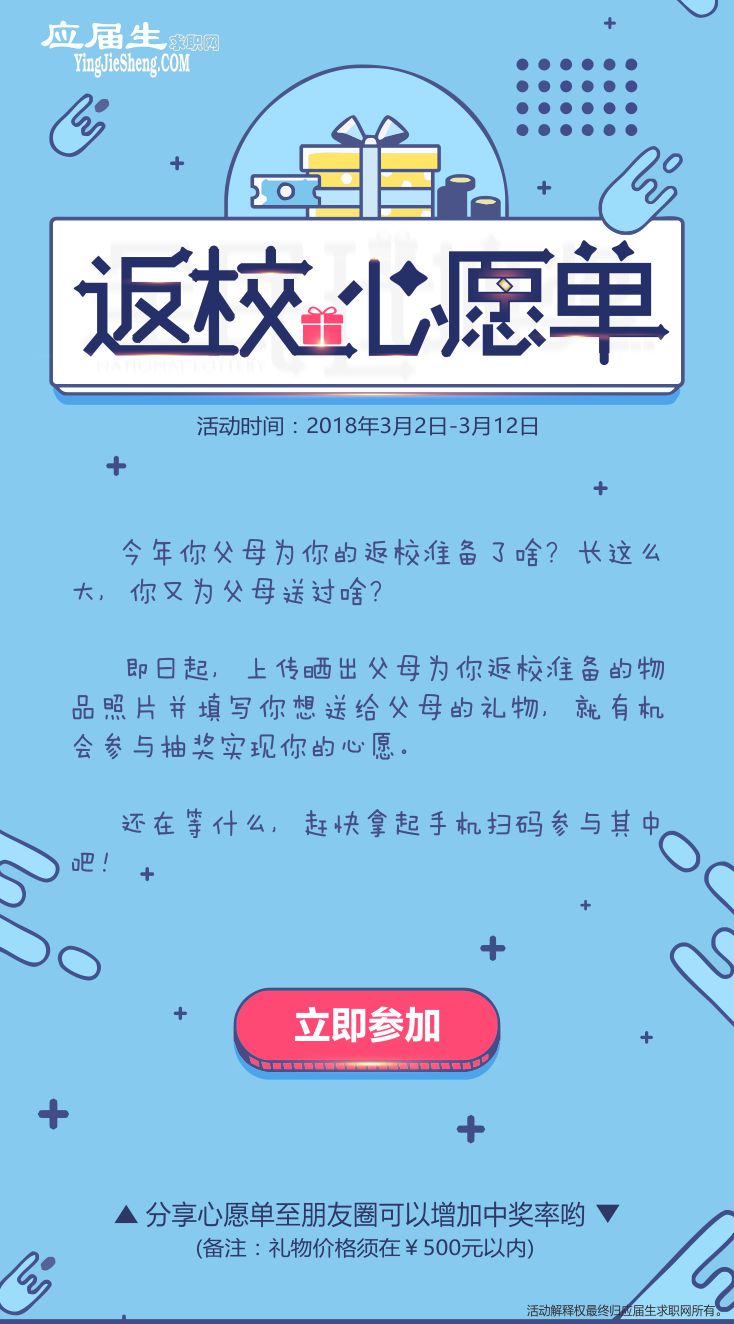 应届生求职网
YingJieSheng.COM
返校心愿单
活动时间：2018年3月2日-3月12日
今年你父母为你的返校准备了啥？长这么
大，你又为父母送过啥？
即日起，上传晒出父母为你返校准备的物
品照片并填写你想送给父母的礼物，就有机
会参与抽奖实现你的心愿。
还在等什么，赶快拿起手机扫码参与其中
吧！
立即参加
▲ 分享心愿单至朋友圈可以增加中奖率哟 ▼
(备注：礼物价格须在￥500元以内)
活动解释权最终归应届生求职网所有。